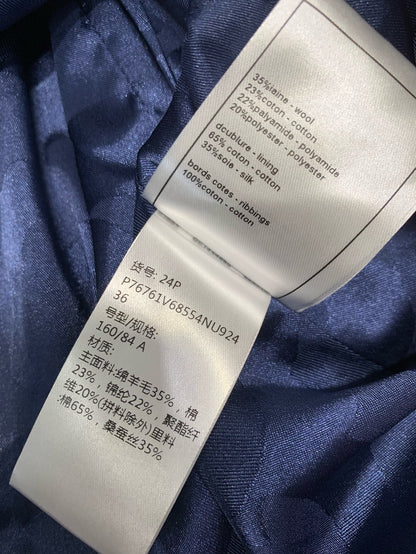 35%laine - wool
23%coton - cotton
22%palyamide - polyamide
20%polyester - polyester
dcublure - lining
65% coton - cotton
35%soie - silk
bords cotes - ribbings
100%coton - cotton
货号: 24P
P76761V68554NU924
36
号型/规格:
160/84 A
材质:
主面料:绵羊毛35%，棉
23%，锦纶22%，聚酯纤
维20%(拼料除外)里料
:棉65%，桑蚕丝35%